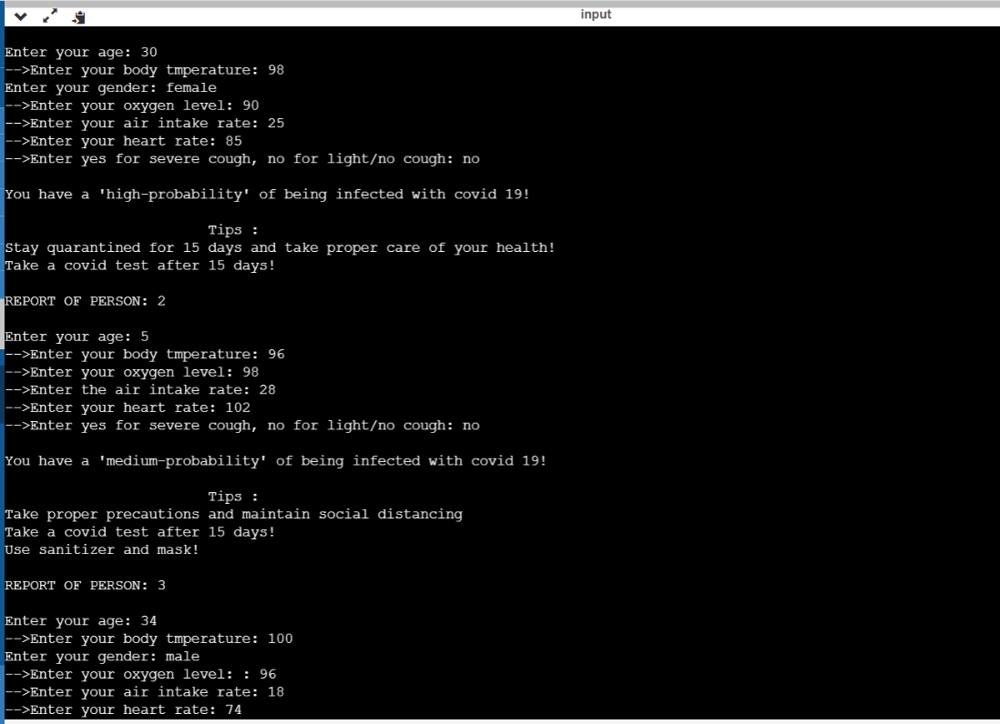 input
Enter your age: 30
-->Enter your body tmperature: 98
Enter your gender: female
-->Enter your oxygen level: 90
-->Enter your air intake rate: 25
-->Enter your heart rate: 85
-->Enter yes for severe cough, no for light/no cough: no
You have a 'high-probability' of being infected with covid 19!
Tips :
Stay quarantined for 15 days and take proper care of your health!
Take a covid test after 15 days!
REPORT OF PERSON: 2
Enter your age: 5
-->Enter your body tmperature: 96
-->Enter your oxygen level: 98
-->Enter the air intake rate: 28
-->Enter your heart rate: 102
-->Enter yes for severe cough, no for light/no cough: no
You have a 'medium-probability' of being infected with covid 19!
Tips :
Take proper precautions and maintain social distancing
Take a covid test after 15 days!
Use sanitizer and mask!
REPORT OF PERSON: 3
Enter your age: 34
-->Enter your body tmperature: 100
Enter your gender: male
-->Enter your oxygen level: : 96
-->Enter your air intake rate: 18
-->Enter your heart rate: 74